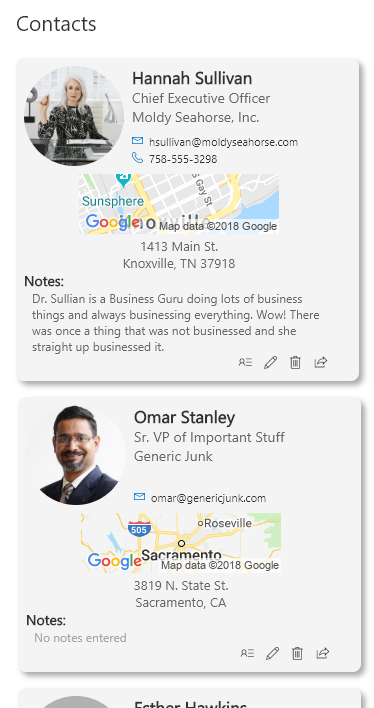 Contacts
Hannah Sullivan
Chief Executive Officer
Moldy Seahorse, Inc.
hsullivan@moldyseahorse.com
758-555-3298
Sunsphere
Gay St
Google
Map data ©2018 Google
1413 Main St.
Knoxville, TN 37918
Notes:
Dr. Sullian is a Business Guru doing lots of business
things and always businessing everything. Wow! There
was once a thing that was not businessed and she
straight up businessed it.
Omar Stanley
Sr. VP of Important Stuff
Generic Junk
omar@genericjunk.com
505
Roseville
Sacramento
Google
Map data ©2018 Google
3819 N. State St.
Sacramento, CA
Notes:
No notes entered
Esther Hawkins